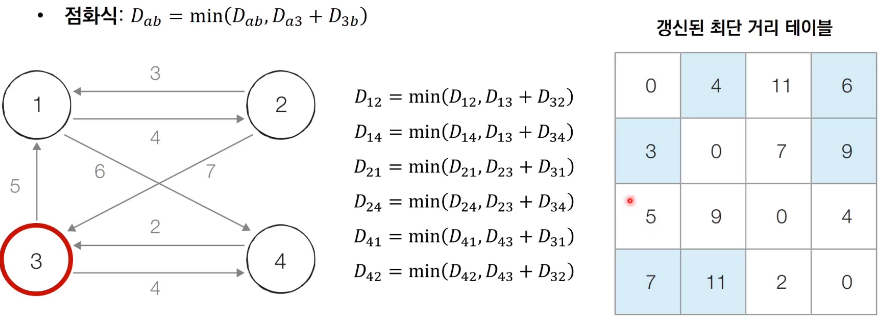 • 점화식: D_ab = min(D_ab, D_a3 + D_3b)
갱신된 최단 거리 테이블
3
1
2
4
5
6
7
2
3
4
4
D_12 = min(D_12, D_13 + D_32)
D_14 = min(D_14, D_13 + D_34)
D_21 = min(D_21, D_23 + D_31)
D_24 = min(D_24, D_23 + D_34)
D_41 = min(D_41, D_43 + D_31)
D_42 = min(D_42, D_43 + D_32)
0 4 11 6
3 0 7 9
5 9 0 4
7 11 2 0